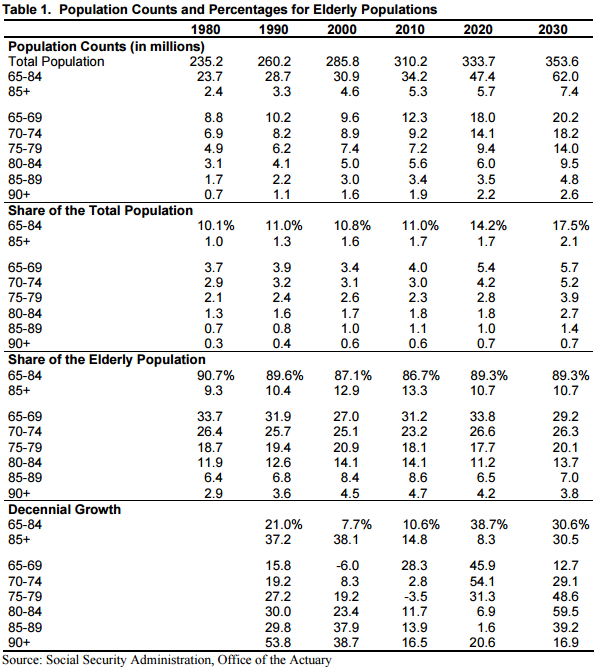 Table 1.  Population Counts and Percentages for Elderly Populations
1980 1990 2000 2010 2020 2030
Population Counts (in millions)
Total Population 235.2 260.2 285.8 310.2 333.7 353.6
65-84 23.7 28.7 30.9 34.2 47.4 62.0
85+ 2.4 3.3 4.6 5.3 5.7 7.4
65-69 8.8 10.2 9.6 12.3 18.0 20.2
70-74 6.9 8.2 8.9 9.2 14.1 18.2
75-79 4.9 6.2 7.4 7.2 9.4 14.0
80-84 3.1 4.1 5.0 5.6 6.0 9.5
85-89 1.7 2.2 3.0 3.4 3.5 4.8
90+ 0.7 1.1 1.6 1.9 2.2 2.6
Share of the Total Population
65-84 10.1% 11.0% 10.8% 11.0% 14.2% 17.5%
85+ 1.0 1.3 1.6 1.7 1.7 2.1
65-69 3.7 3.9 3.4 4.0 5.4 5.7
70-74 2.9 3.2 3.1 3.0 4.2 5.2
75-79 2.1 2.4 2.6 2.3 2.8 3.9
80-84 1.3 1.6 1.7 1.8 1.8 2.7
85-89 0.7 0.8 1.0 1.1 1.0 1.4
90+ 0.3 0.4 0.6 0.6 0.7 0.7
Share of the Elderly Population
65-84 90.7% 89.6% 87.1% 86.7% 89.3% 89.3%
85+ 9.3 10.4 12.9 13.3 10.7 10.7
65-69 33.7 31.9 27.0 31.2 33.8 29.2
70-74 26.4 25.7 25.1 23.2 26.6 26.3
75-79 18.7 19.4 20.9 18.1 17.7 20.1
80-84 11.9 12.6 14.1 14.1 11.2 13.7
85-89 6.4 6.8 8.4 8.6 6.5 7.0
90+ 2.9 3.6 4.5 4.7 4.2 3.8
Decennial Growth
65-84 21.0% 7.7% 10.6% 38.7% 30.6%
85+ 37.2 38.1 14.8 8.3 30.5
65-69 15.8 -6.0 28.3 45.9 12.7
70-74 19.2 8.3 2.8 54.1 29.1
75-79 27.2 19.2 -3.5 31.3 48.6
80-84 30.0 23.4 11.7 6.9 59.5
85-89 29.8 37.9 13.9 1.6 39.2
90+ 53.8 38.7 16.5 20.6 16.9
Source: Social Security Administration, Office of the Actuary